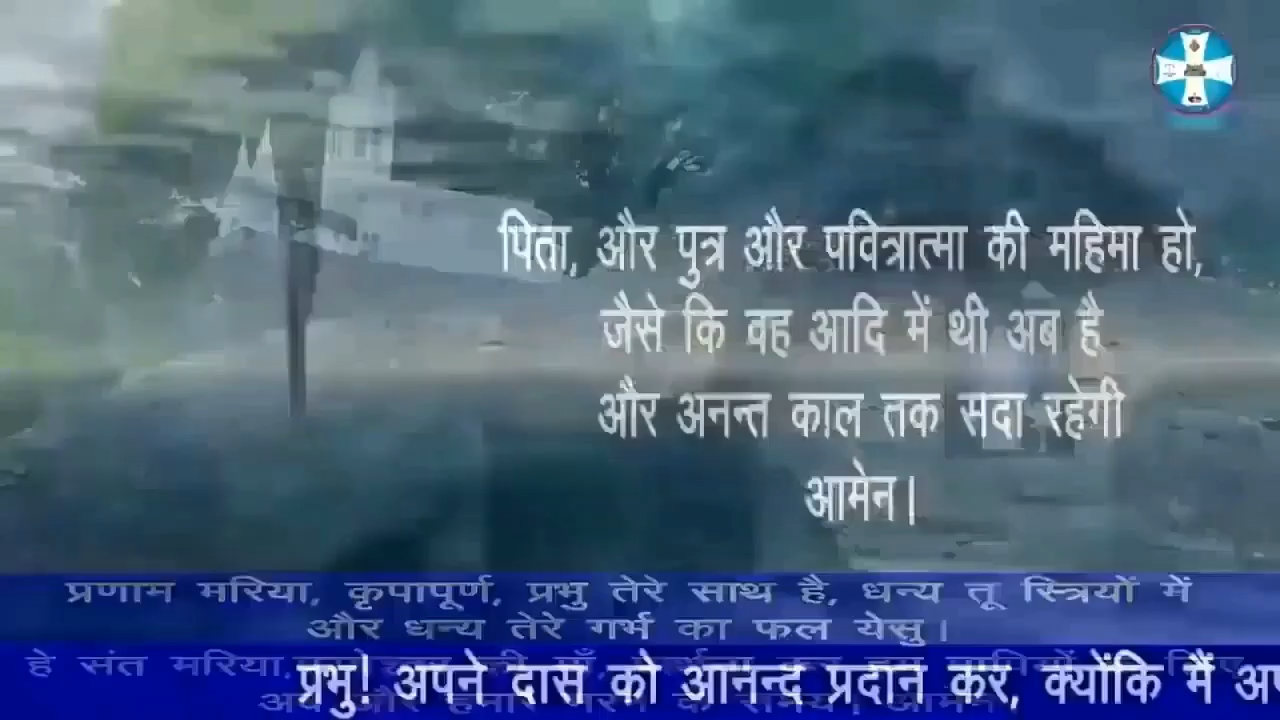 पिता, और पुत्र और पवित्रात्मा की महिमा हो,
जैसे कि वह आदि में थी अब है
और अनन्त काल तक सदा रहेगी
आमेन।
प्रणाम मरिया, कृपापूर्ण, प्रभु तेरे साथ है, धन्य तू स्त्रियों में
और धन्य तेरे गर्भ का फल येसु।
हे संत मरिया,
प्रभु! अपने दास को आनन्द प्रदान कर, क्योंकि मैं